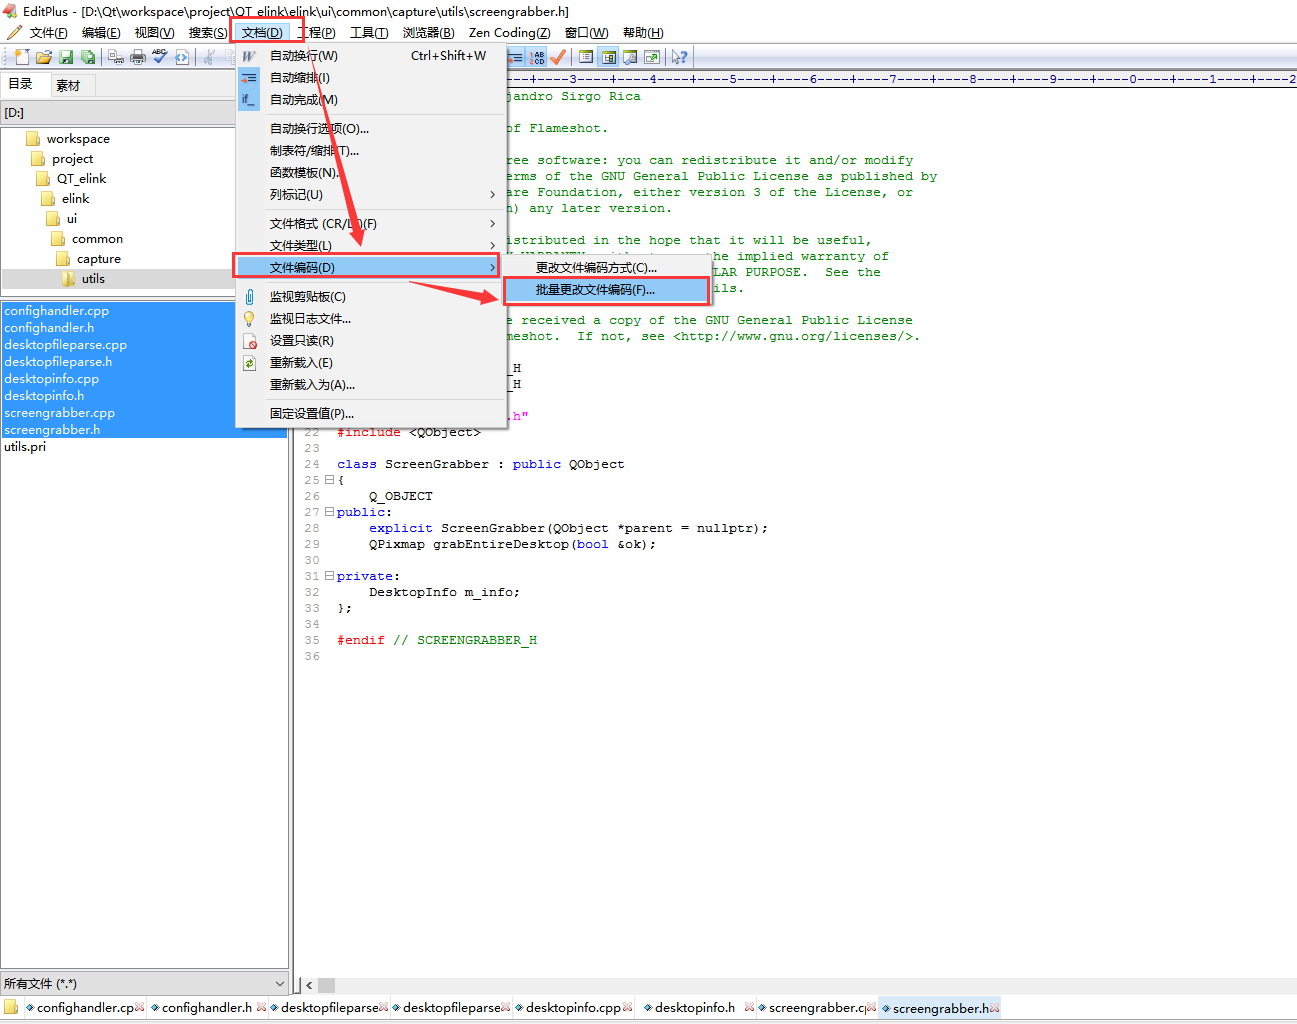 EditPlus - [D:\Qt\workspace\project\QT_elink\elink\ui\common\capture\utils\screengrabber.h]
文件(F) 编辑(E) 视图(V) 搜索(S) 文档(D) 工程(P) 工具(T) 浏览器(B) Zen Coding(Z) 窗口(W) 帮助(H)
目录 素材
[D:]
workspace
project
QT_elink
elink
ui
common
capture
utils
confighandler.cpp
confighandler.h
desktopfileparse.cpp
desktopfileparse.h
desktopinfo.cpp
desktopinfo.h
screengrabber.cpp
screengrabber.h
utils.pri
所有文件 (*.*)
自动换行(W) Ctrl+Shift+W
自动缩排(I)
自动完成(M)
自动换行选项(O)...
制表符/缩排(T)...
函数模板(N)...
列标记(U)
文件格式 (CR/LF)(F)
文件类型(L)
文件编码(D)
监视剪贴板(C)
监视日志文件...
设置只读(R)
重新载入(E)
重新载入为(A)...
固定设置值(P)...
更改文件编码方式(C)...
批量更改文件编码(F)...
----+----3----+----4----+----5----+----6----+----7----+----8----+----9----+----0----+----1----+----2
jandro Sirgo Rica
of Flameshot.
ree software: you can redistribute it and/or modify
erms of the GNU General Public License as published by
are Foundation, either version 3 of the License, or
n) any later version.
istributed in the hope that it will be useful,
the implied warranty of
LAR PURPOSE.  See the
ils.
e received a copy of the GNU General Public License
meshot.  If not, see <http://www.gnu.org/licenses/>.
_H
_H
.h"
22 #include <QObject>
23
24 class ScreenGrabber : public QObject
25 {
26 Q_OBJECT
27 public:
28 explicit ScreenGrabber(QObject *parent = nullptr);
29 QPixmap grabEntireDesktop(bool &ok);
30
31 private:
32 DesktopInfo m_info;
33 };
34
35 #endif // SCREENGRABBER_H
36
confighandler.cp confighandler.h desktopfileparse desktopfileparse desktopinfo.cpp desktopinfo.h screengrabber.c screengrabber.h